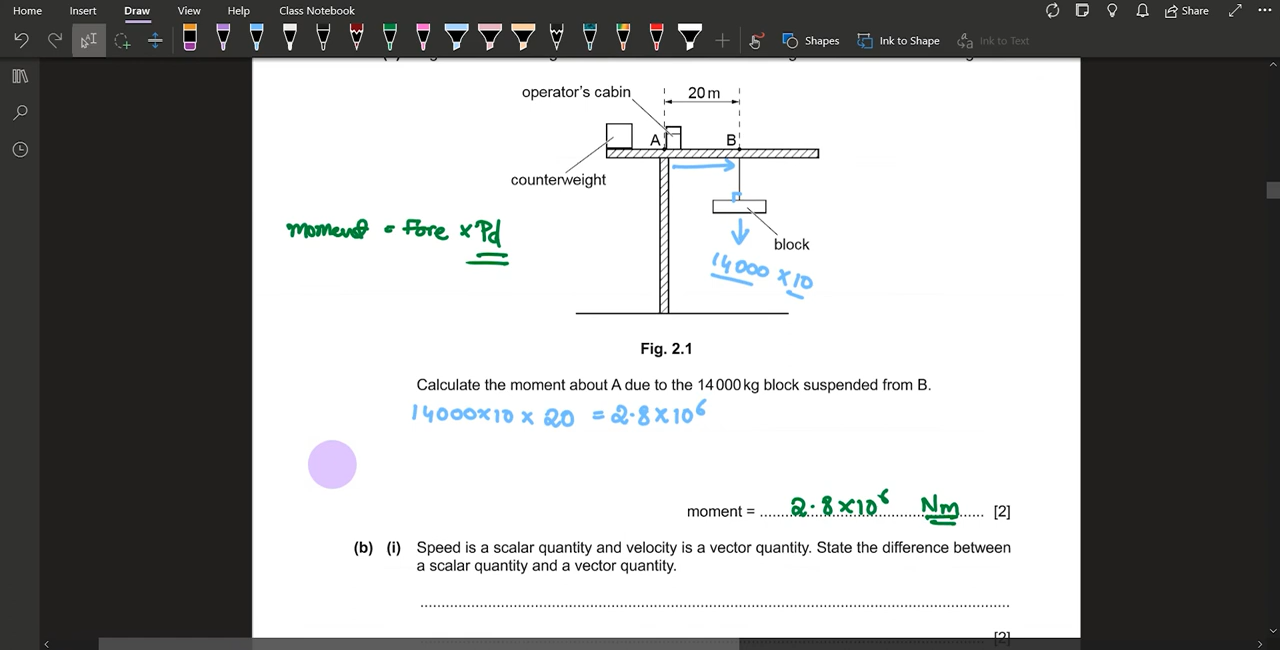 Home Insert Draw View Help Class Notebook Share
Shapes Ink to Shape Ink to Text
operator's cabin
20 m
A
B
counterweight
moment = Fore × Pd
block
14000 × 10
Fig. 2.1
Calculate the moment about A due to the 14 000 kg block suspended from B.
14000×10 × 20 = 2.8×10⁶
moment = .......... 2.8×10⁶ Nm ...... [2]
(b) (i) Speed is a scalar quantity and velocity is a vector quantity. State the difference between
a scalar quantity and a vector quantity.
[2]